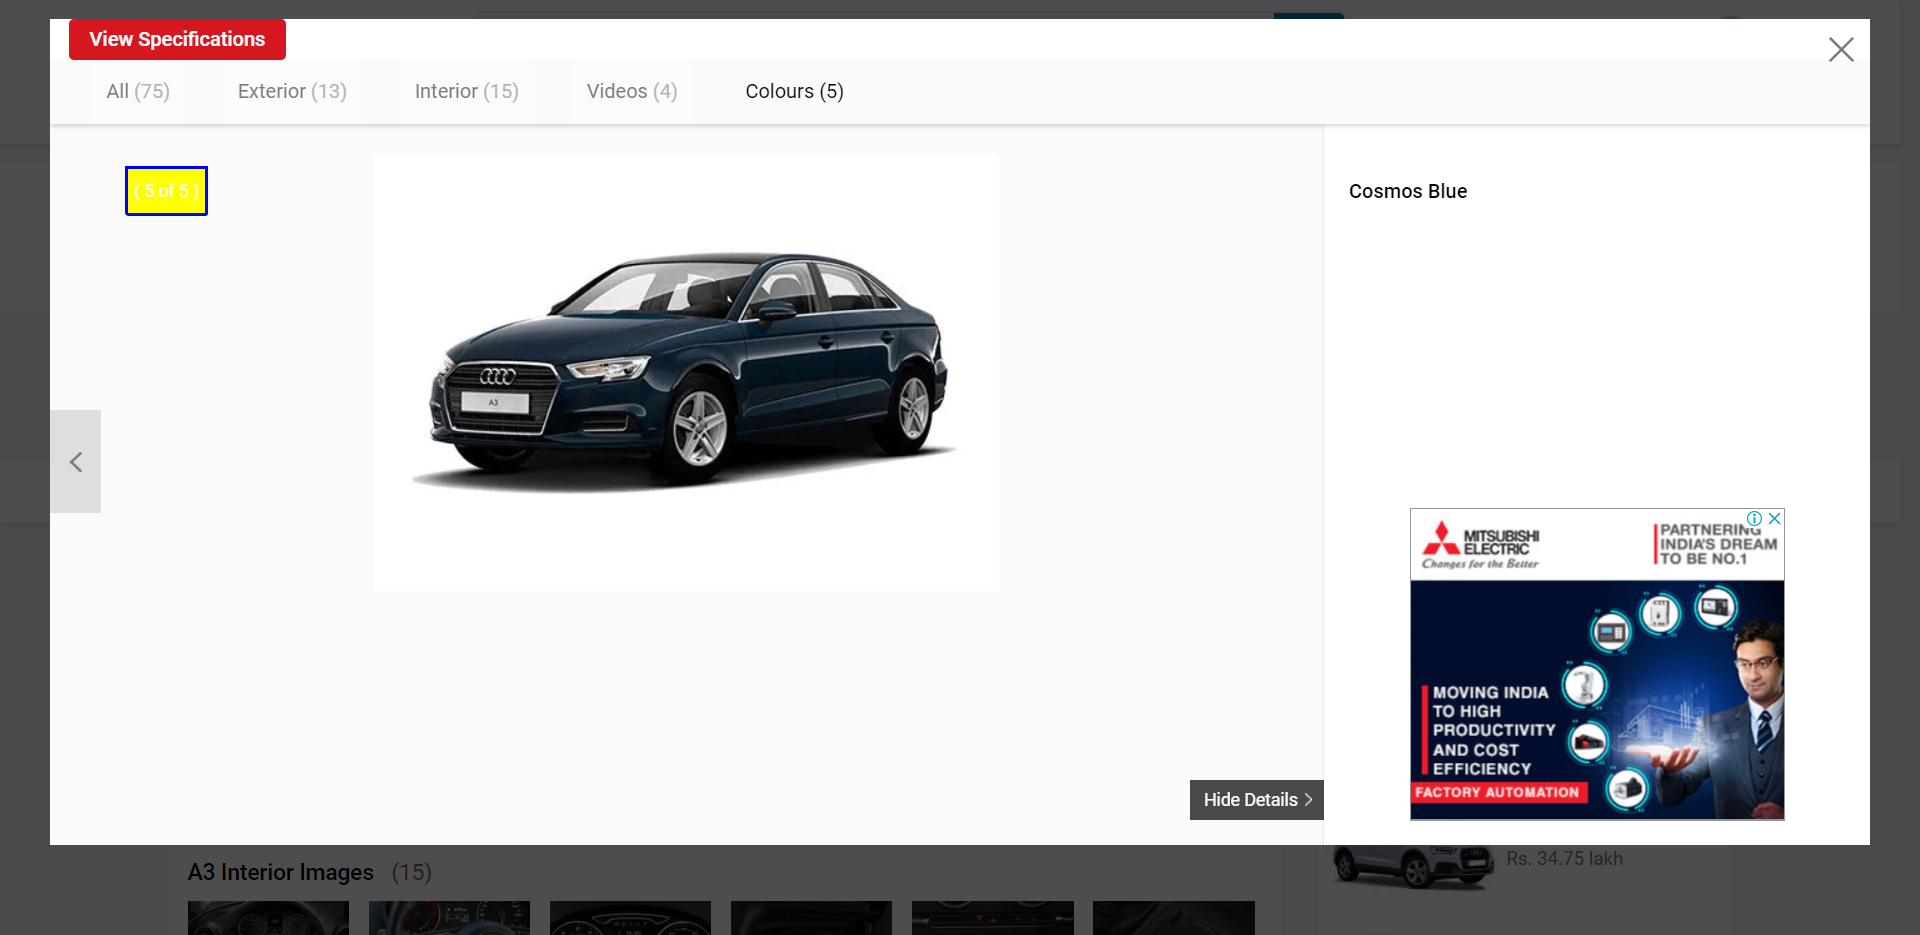 View Specifications
All (75)
Exterior (13)
Interior (15)
Videos (4)
Colours (5)
( 5 of 5 )
Cosmos Blue
A3
MITSUBISHI
ELECTRIC
Changes for the Better
PARTNERING
INDIA'S DREAM
TO BE NO.1
MOVING INDIA
TO HIGH
PRODUCTIVITY
AND COST
EFFICIENCY
FACTORY AUTOMATION
Hide Details
A3 Interior Images (15)
Rs. 34.75 lakh